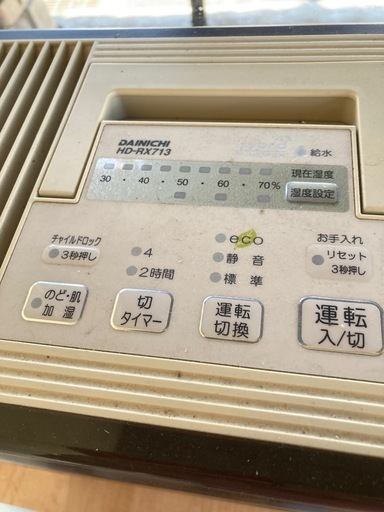 DAINICHI
HD-RX713
給水
30 · 40 · 50 · 60 · 70%
現在湿度
湿度設定
チャイルドロック
3秒押し
4
2時間
eco
静音
標準
お手入れ
リセット
3秒押し
のど・肌
加湿
切
タイマー
運転
切換
運転
入/切